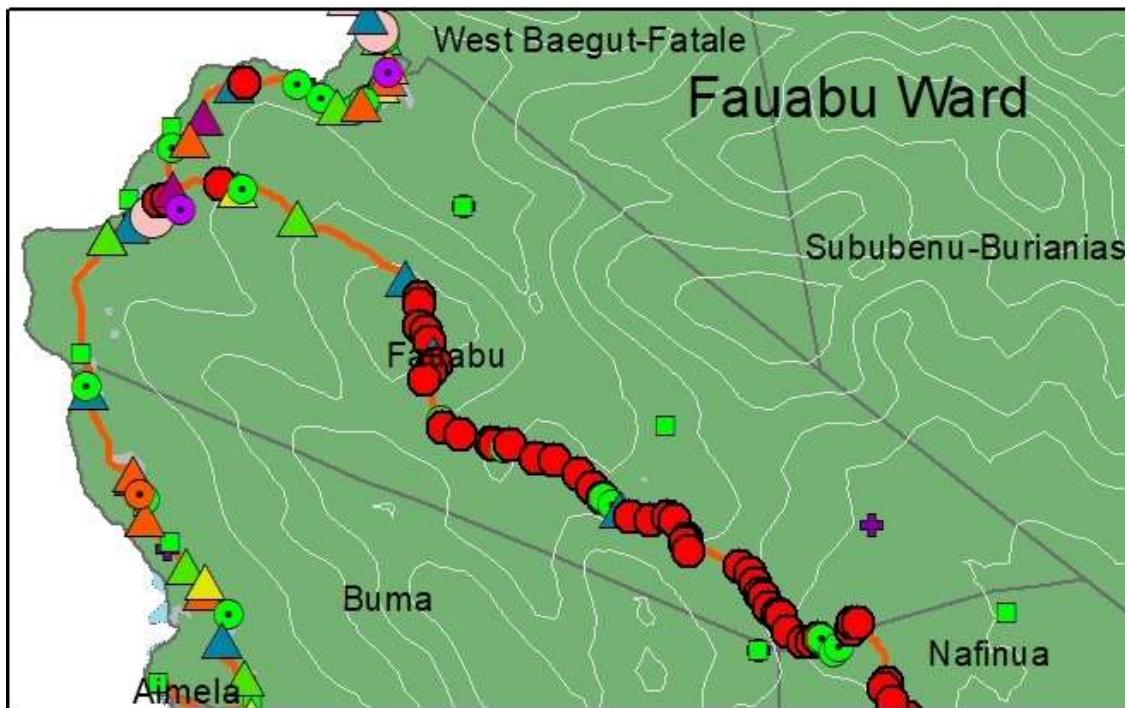 West Baegut-Fatale
Fauabu Ward
Sububenu-Burianias
Fauabu
Buma
Nafinua
Aimela